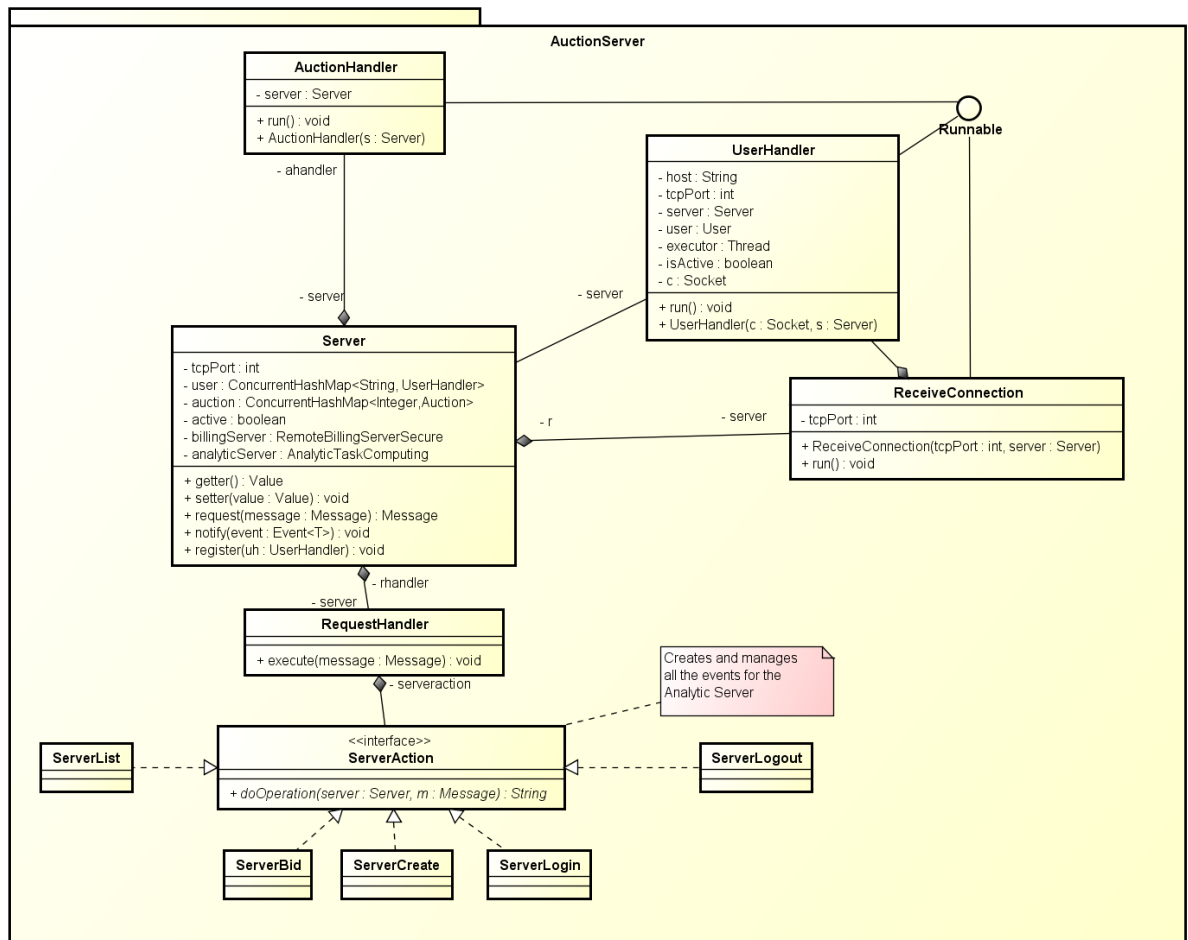 AuctionServer
AuctionHandler
- server : Server
+ run() : void
+ AuctionHandler(s : Server)
- ahandler
Runnable
UserHandler
- host : String
- tcpPort : int
- server : Server
- user : User
- executor : Thread
- isActive : boolean
- c : Socket
+ run() : void
+ UserHandler(c : Socket, s : Server)
- server
- server
Server
- tcpPort : int
- user : ConcurrentHashMap<String, UserHandler>
- auction : ConcurrentHashMap<Integer,Auction>
- active : boolean
- billingServer : RemoteBillingServerSecure
- analyticServer : AnalyticTaskComputing
+ getter() : Value
+ setter(value : Value) : void
+ request(message : Message) : Message
+ notify(event : Event<T>) : void
+ register(uh : UserHandler) : void
- r
- server
ReceiveConnection
- tcpPort : int
+ ReceiveConnection(tcpPort : int, server : Server)
+ run() : void
- rhandler
- server
RequestHandler
+ execute(message : Message) : void
- serveraction
Creates and manages
all the events for the
Analytic Server
<<interface>>
ServerAction
+ doOperation(server : Server, m : Message) : String
ServerList
ServerLogout
ServerBid
ServerCreate
ServerLogin